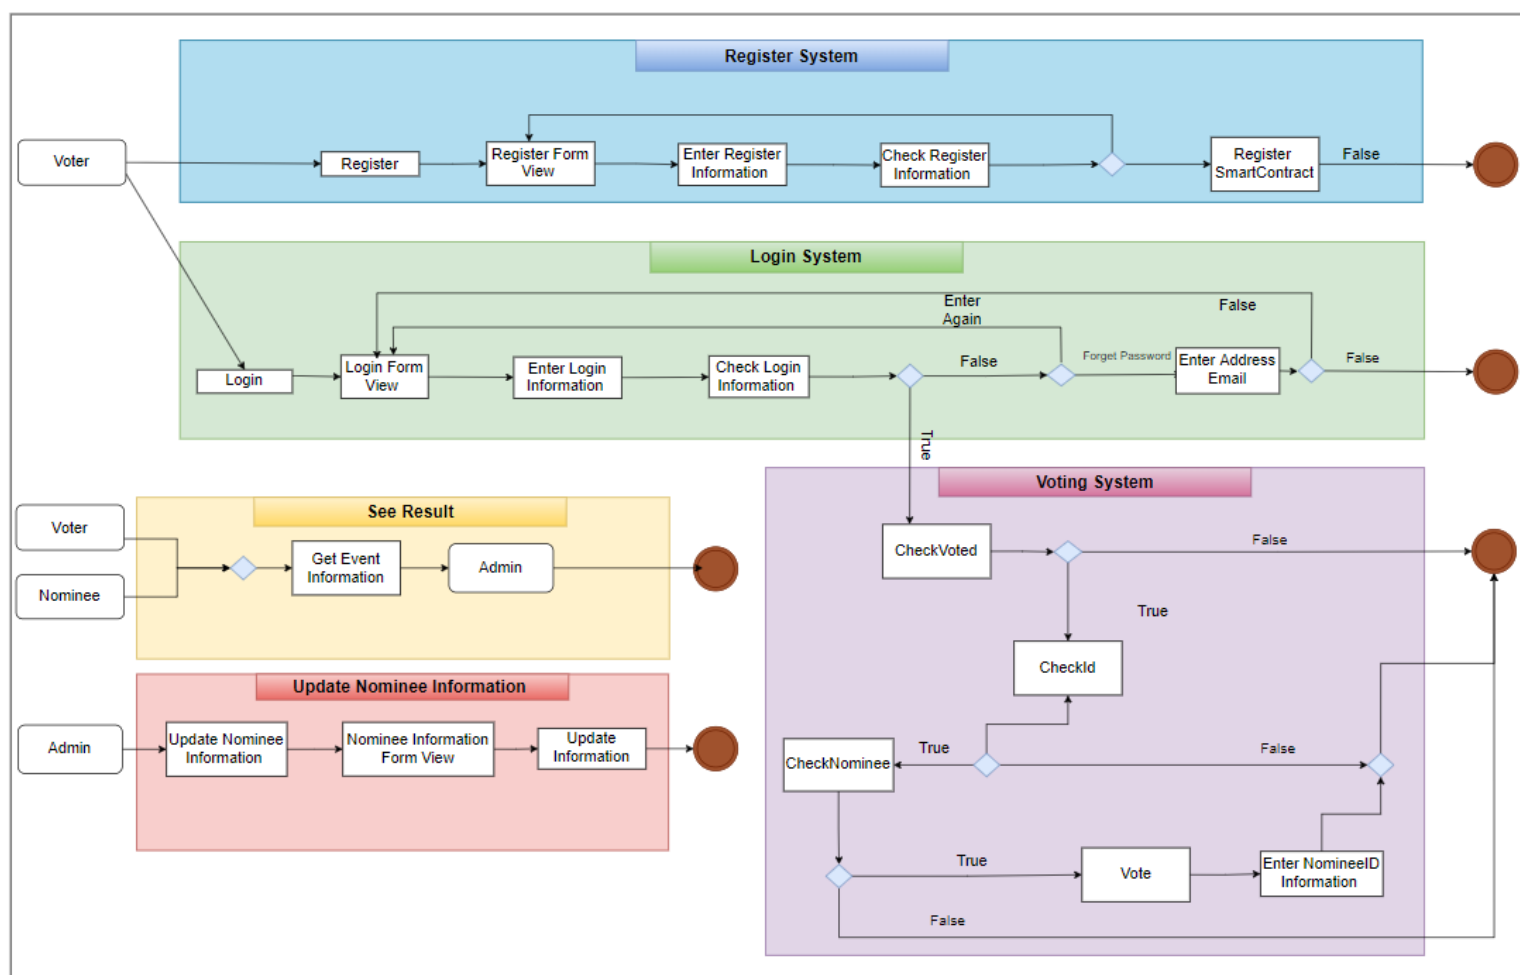 Register System
Voter
Register
Register Form
View
Enter Register
Information
Check Register
Information
Register
SmartContract
False
Login System
Enter
Again
False
Login
Login Form
View
Enter Login
Information
Check Login
Information
False
Forget Password
Enter Address
Email
False
True
See Result
Voter
Nominee
Get Event
Information
Admin
Update Nominee Information
Admin
Update Nominee
Information
Nominee Information
Form View
Update
Information
Voting System
CheckVoted
False
True
CheckId
CheckNominee
True
False
True
Vote
Enter NomineeID
Information
False